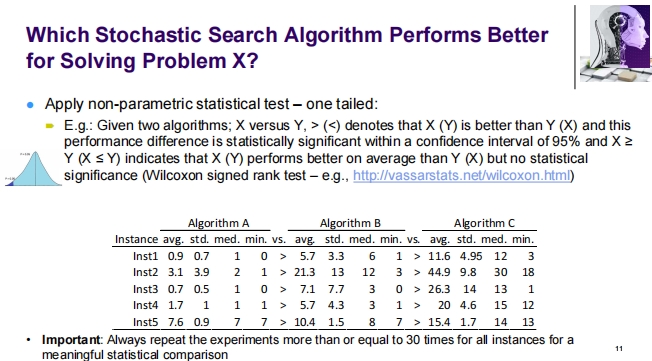 Which Stochastic Search Algorithm Performs Better
for Solving Problem X?
Apply non-parametric statistical test – one tailed:
E.g.: Given two algorithms; X versus Y, > (<) denotes that X (Y) is better than Y (X) and this
performance difference is statistically significant within a confidence interval of 95% and X ≥
Y (X ≤ Y) indicates that X (Y) performs better on average than Y (X) but no statistical
significance (Wilcoxon signed rank test – e.g., http://vassarstats.net/wilcoxon.html)
Algorithm A Algorithm B Algorithm C
Instance avg. std. med. min. vs. avg. std. med. min. vs. avg. std. med. min.
Inst1 0.9 0.7 1 0 > 5.7 3.3 6 1 > 11.6 4.95 12 3
Inst2 3.1 3.9 2 1 > 21.3 13 12 3 > 44.9 9.8 30 18
Inst3 0.7 0.5 1 0 > 7.1 7.7 3 0 > 26.3 14 13 1
Inst4 1.7 1 1 1 > 5.7 4.3 3 1 > 20 4.6 15 12
Inst5 7.6 0.9 7 7 > 10.4 1.5 8 7 > 15.4 1.7 14 13
• Important: Always repeat the experiments more than or equal to 30 times for all instances for a
meaningful statistical comparison
11